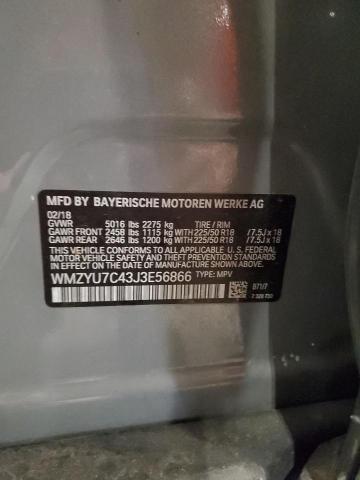 MFD BY BAYERISCHE MOTOREN WERKE AG
02/18
GVWR 5016 lbs 2275 kg TIRE / RIM
GAWR FRONT 2458 lbs 1115 kg WITH 225/50 R18 /7.5J x 18
GAWR REAR 2646 lbs 1200 kg WITH 225/50 R18 /7.5J x 18
THIS VEHICLE CONFORMS TO ALL APPLICABLE U.S. FEDERAL
MOTOR VEHICLE SAFETY, BUMPER, AND THEFT PREVENTION
STANDARDS IN EFFECT ON THE DATE OF MANUFACTURE SHOWN ABOVE.
WMZYU7C43J3E56866 TYPE: MPV
B71/7